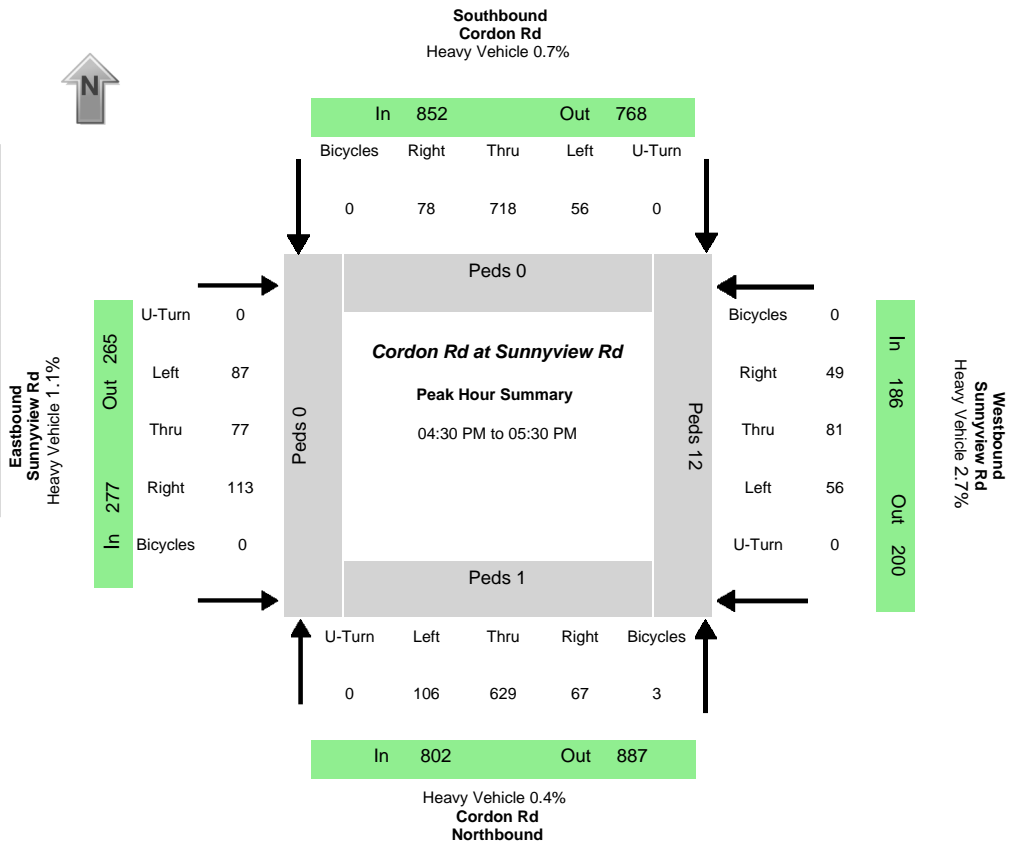 Southbound
Cordon Rd
Heavy Vehicle 0.7%
N
In 852 Out 768
Bicycles Right Thru Left U-Turn
0 78 718 56 0
Peds 0
Eastbound
Sunnyview Rd
Heavy Vehicle 1.1%
In 277 Out 265
U-Turn 0
Left 87
Thru 77
Right 113
Bicycles 0
Peds 0
Cordon Rd at Sunnyview Rd
Peak Hour Summary
04:30 PM to 05:30 PM
Peds 12
Bicycles 0
Right 49
Thru 81
Left 56
U-Turn 0
In 186 Out 200
Westbound
Sunnyview Rd
Heavy Vehicle 2.7%
Peds 1
U-Turn Left Thru Right Bicycles
0 106 629 67 3
In 802 Out 887
Heavy Vehicle 0.4%
Cordon Rd
Northbound